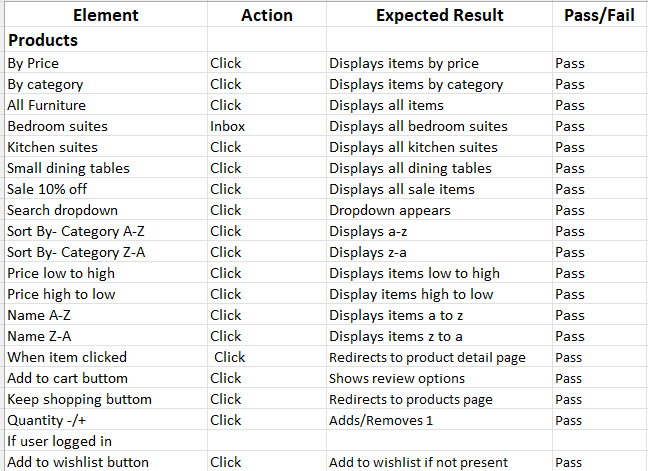 Element Action Expected Result Pass/Fail
Products
By Price Click Displays items by price Pass
By category Click Displays items by category Pass
All Furniture Click Displays all items Pass
Bedroom suites Inbox Displays all bedroom suites Pass
Kitchen suites Click Displays all kitchen suites Pass
Small dining tables Click Displays all dining tables Pass
Sale 10% off Click Displays all sale items Pass
Search dropdown Click Dropdown appears Pass
Sort By- Category A-Z Click Displays a-z Pass
Sort By- Category Z-A Click Displays z-a Pass
Price low to high Click Displays items low to high Pass
Price high to low Click Display items high to low Pass
Name A-Z Click Displays items a to z Pass
Name Z-A Click Displays items z to a Pass
When item clicked Click Redirects to product detail page Pass
Add to cart buttom Click Shows review options Pass
Keep shopping buttom Click Redirects to products page Pass
Quantity -/+ Click Adds/Removes 1 Pass
If user logged in
Add to wishlist button Click Add to wishlist if not present Pass